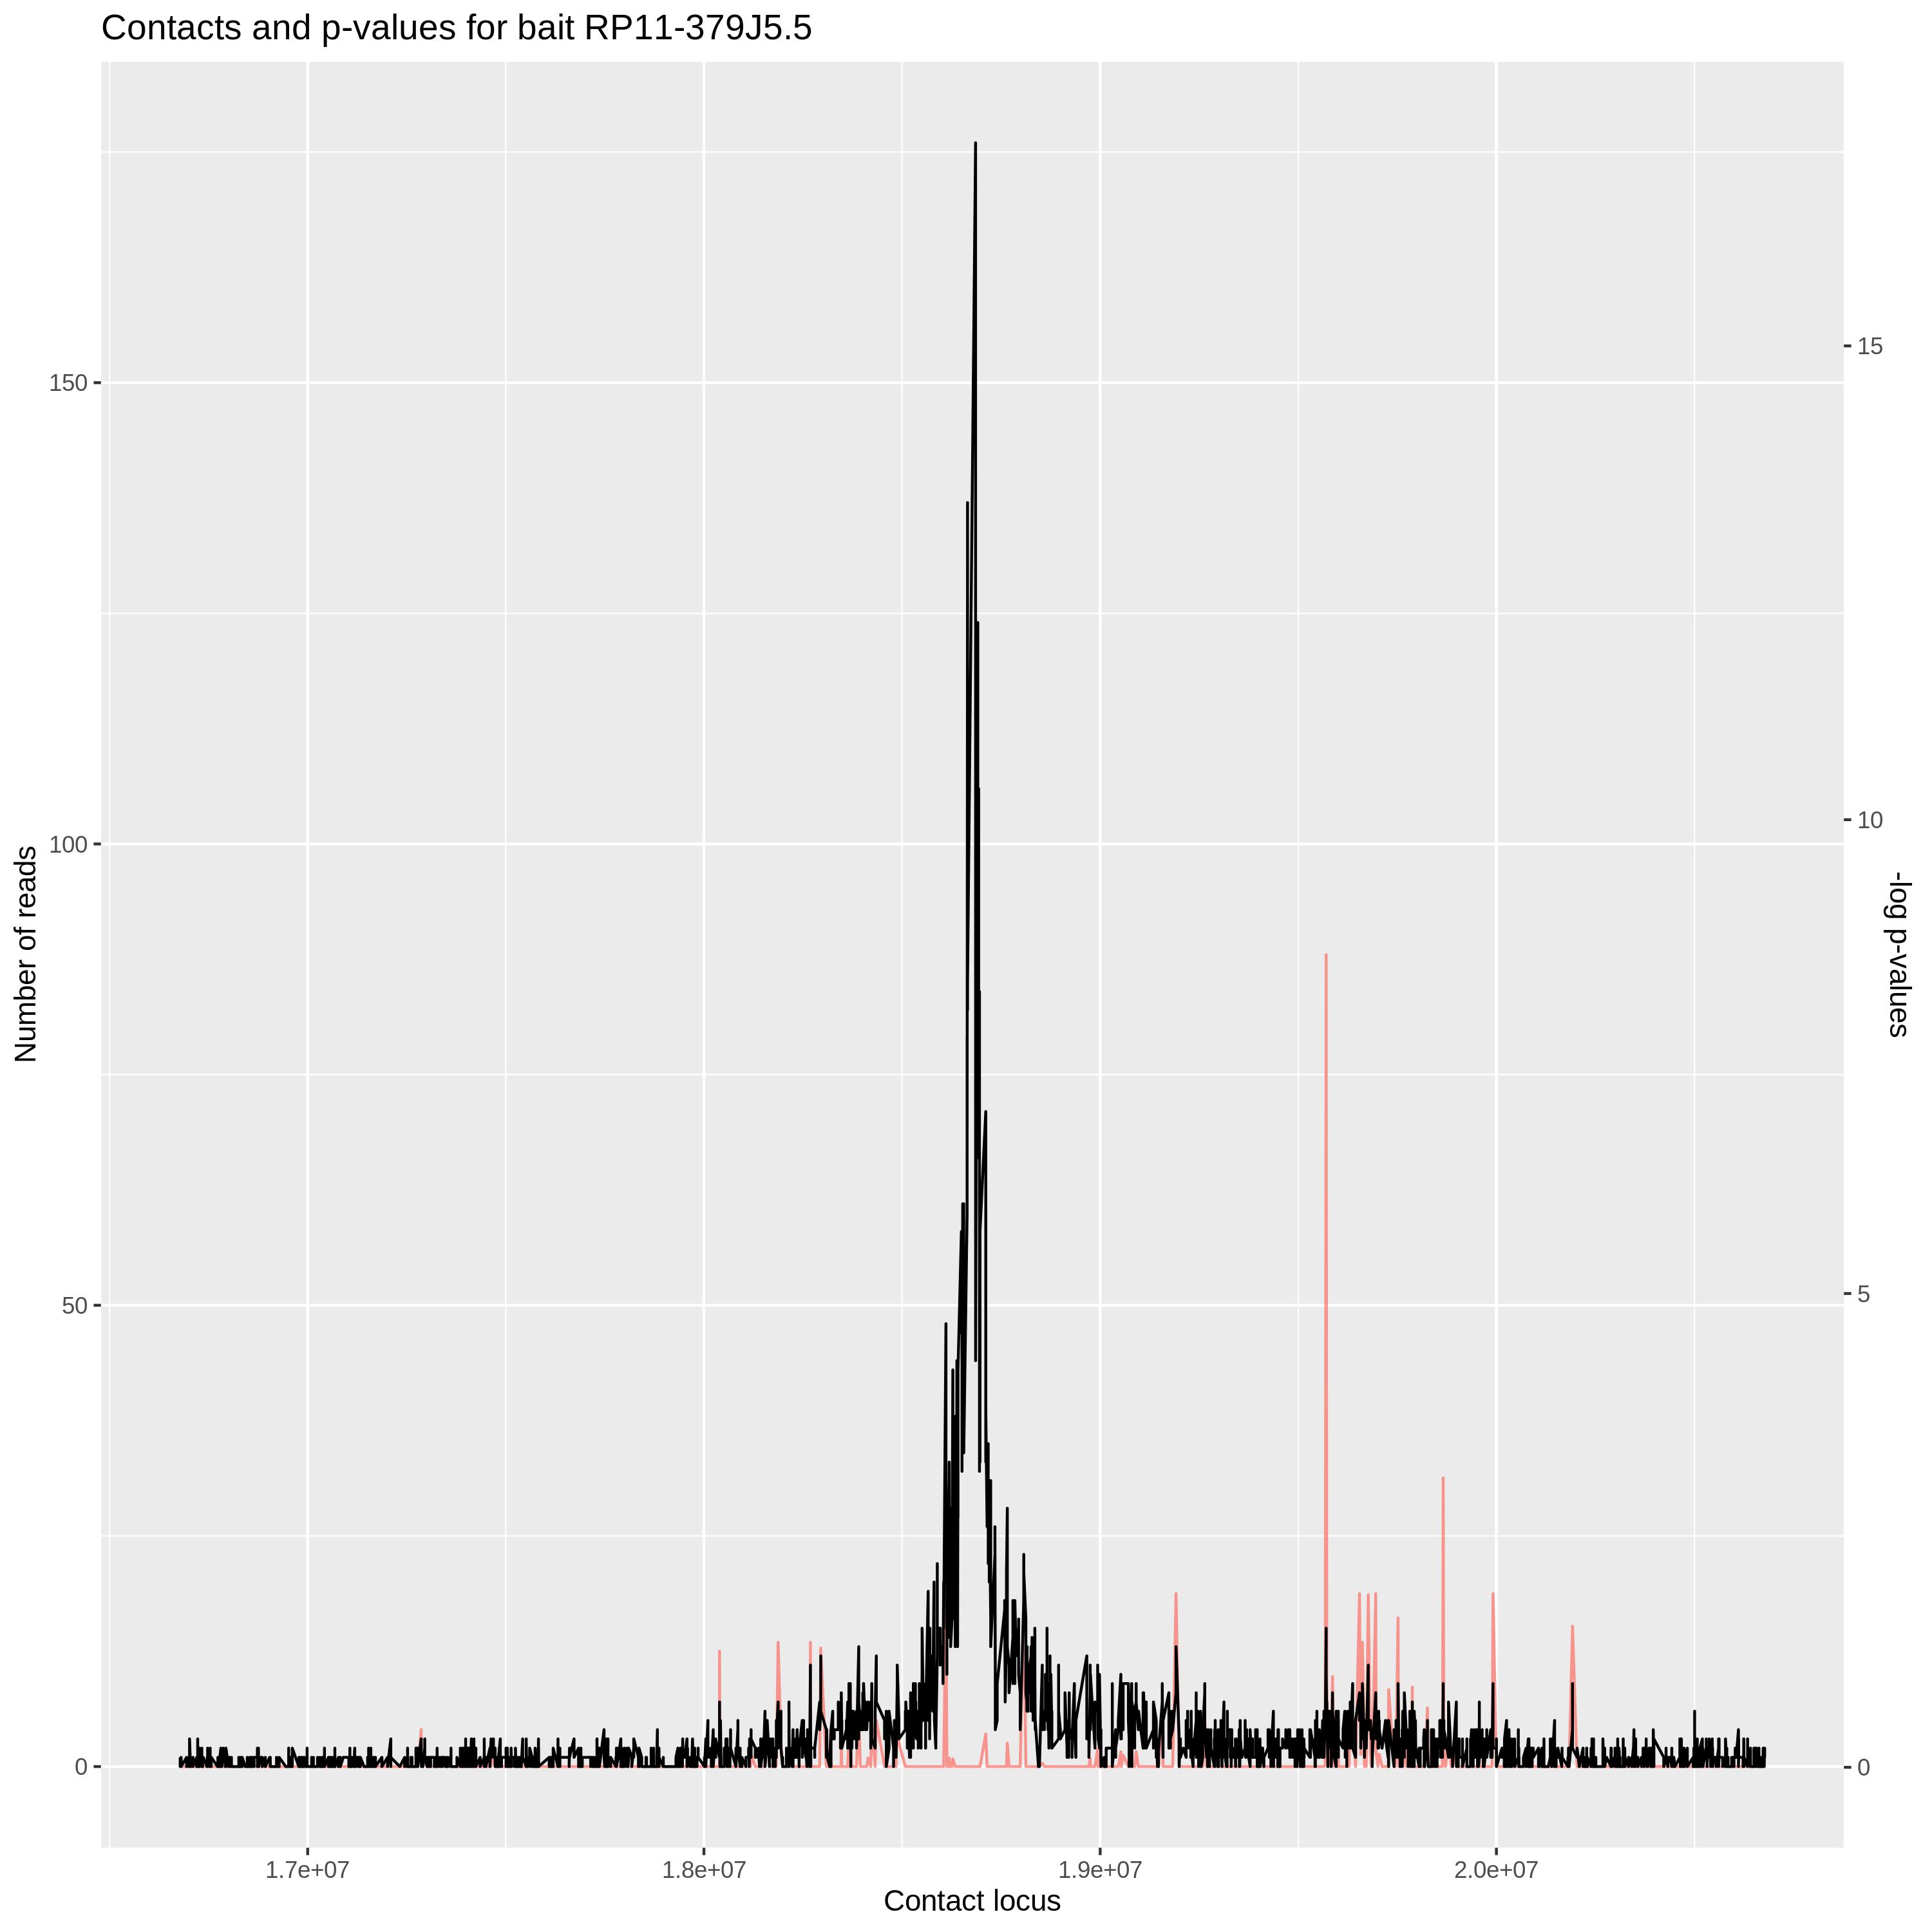 Contacts and p-values for bait RP11-379J5.5
Number of reads
150
100
50
0
15
10
5
0
-log p-values
1.7e+07
1.8e+07
1.9e+07
2.0e+07
Contact locus